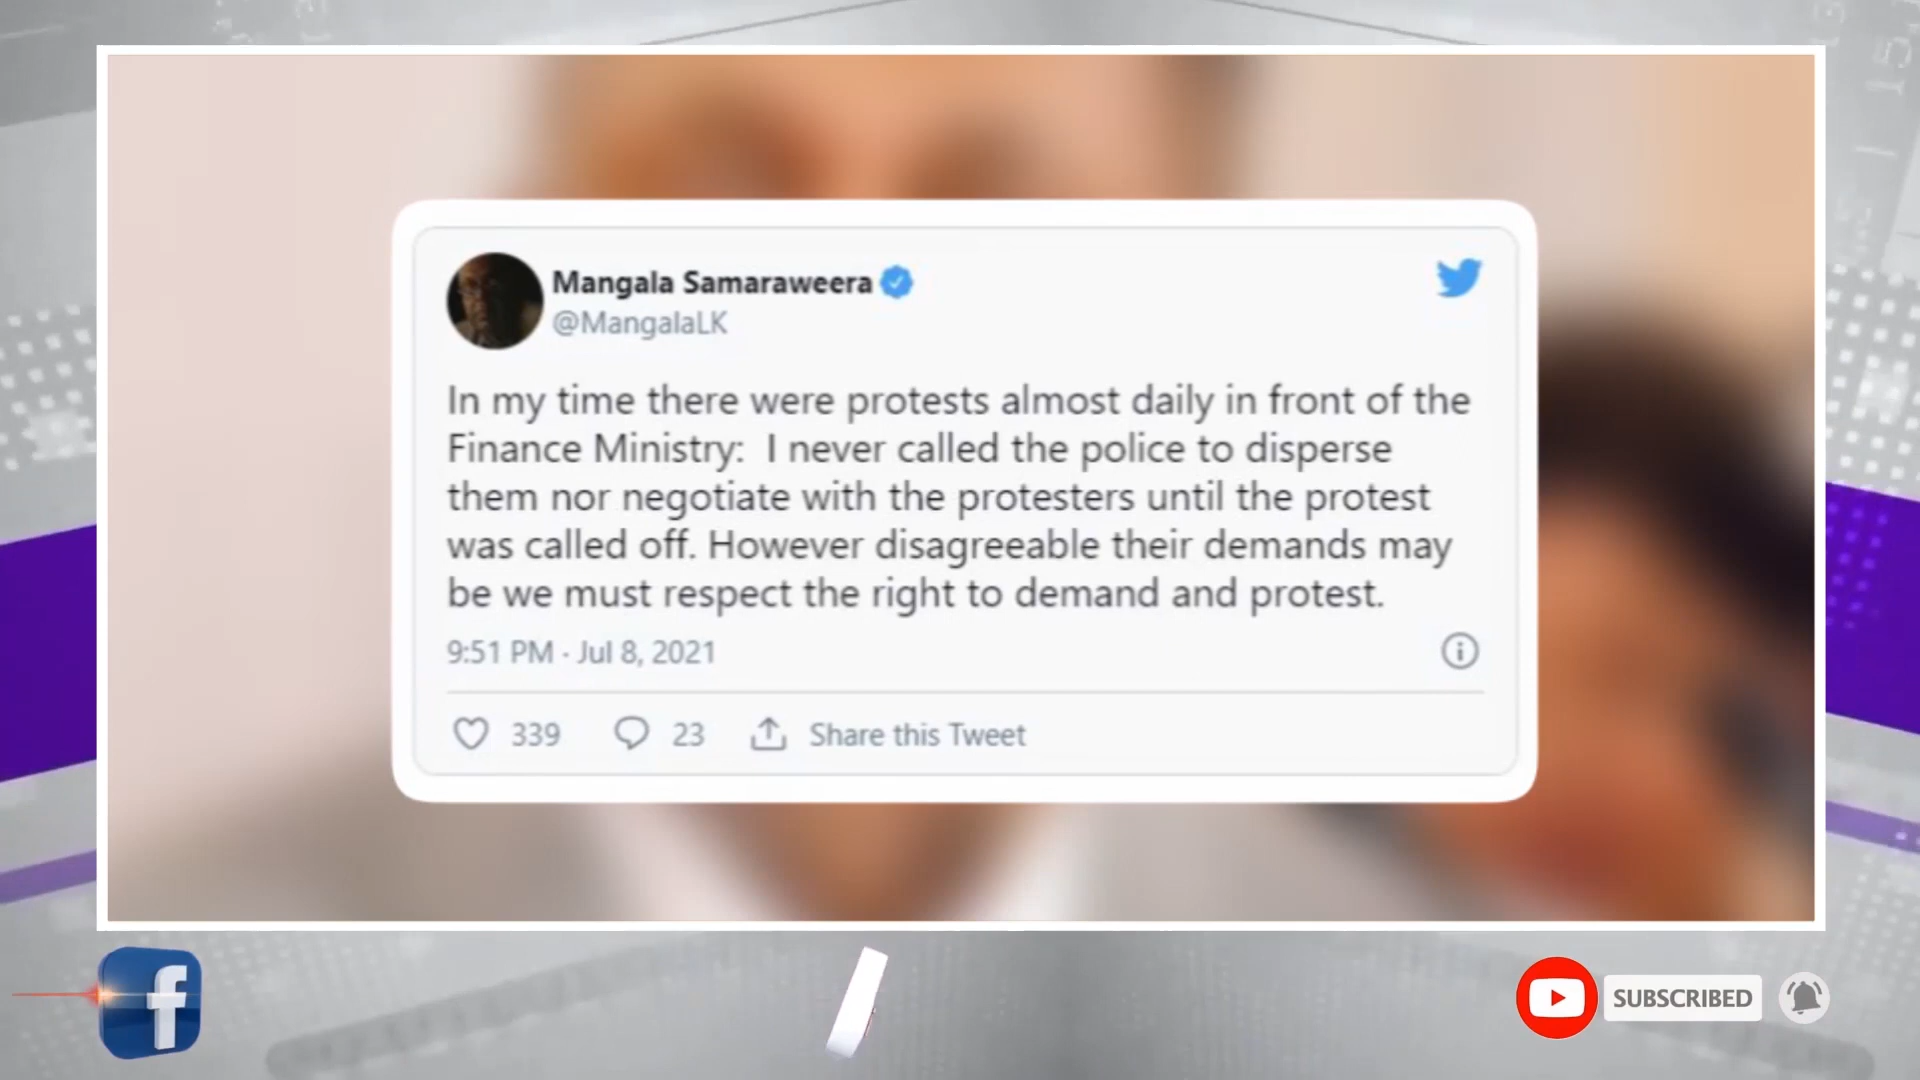 Mangala Samaraweera
@MangalaLK
In my time there were protests almost daily in front of the
Finance Ministry:  I never called the police to disperse
them nor negotiate with the protesters until the protest
was called off. However disagreeable their demands may
be we must respect the right to demand and protest.
9:51 PM · Jul 8, 2021
339 23 Share this Tweet
SUBSCRIBED